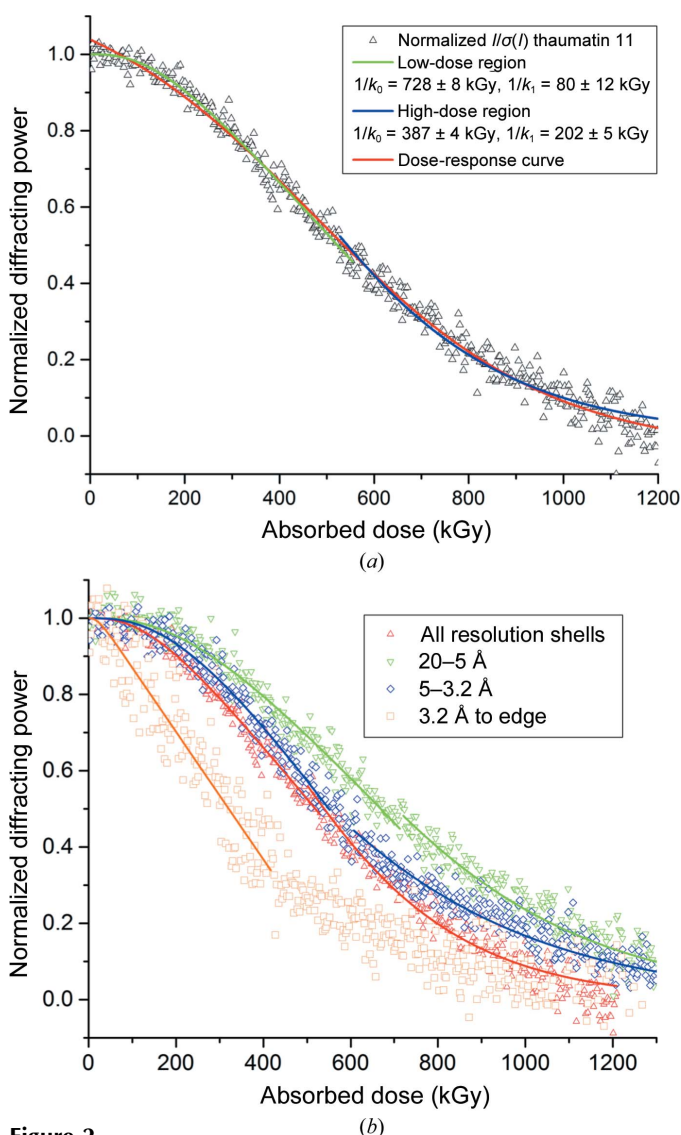 Normalized I/σ(I) thaumatin 11
Low-dose region
1/k₀ = 728 ± 8 kGy, 1/k₁ = 80 ± 12 kGy
High-dose region
1/k₀ = 387 ± 4 kGy, 1/k₁ = 202 ± 5 kGy
Dose-response curve
Normalized diffracting power
1.0
0.8
0.6
0.4
0.2
0.0
0 200 400 600 800 1000 1200
Absorbed dose (kGy)
(a)
All resolution shells
20–5 Å
5–3.2 Å
3.2 Å to edge
Normalized diffracting power
1.0
0.8
0.6
0.4
0.2
0.0
0 200 400 600 800 1000 1200
Absorbed dose (kGy)
(b)
Figure 2